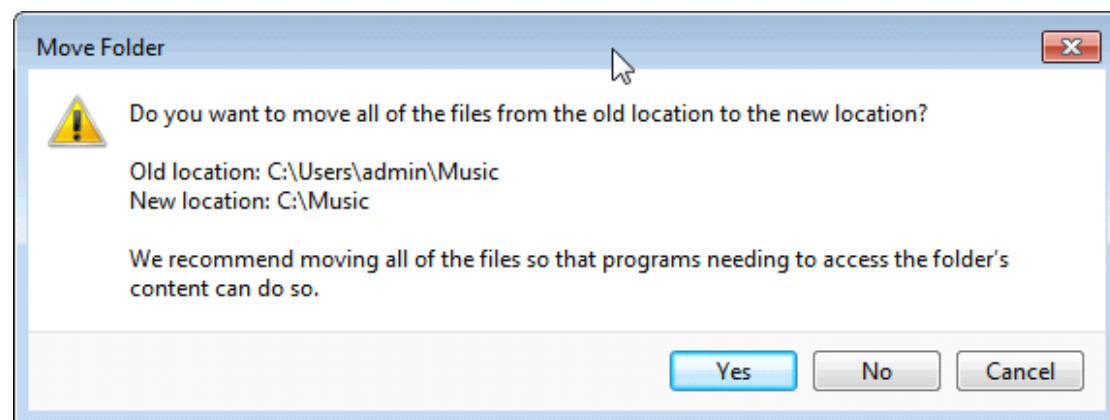 Move Folder
Do you want to move all of the files from the old location to the new location?
Old location: C:\Users\admin\Music
New location: C:\Music
We recommend moving all of the files so that programs needing to access the folder's
content can do so.
Yes No Cancel